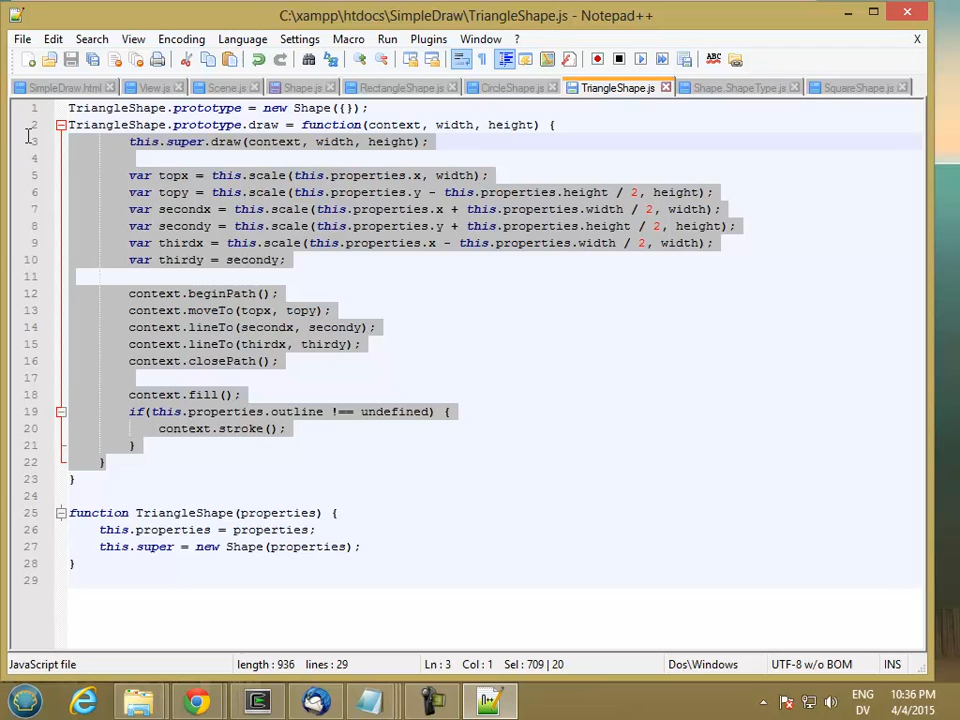 C:\xampp\htdocs\SimpleDraw\TriangleShape.js - Notepad++
File Edit Search View Encoding Language Settings Macro Run Plugins Window ? X
SimpleDraw.html View.js Scene.js Shape.js RectangleShape.js CircleShape.js TriangleShape.js Shape.ShapeType.js SquareShape.js
1 TriangleShape.prototype = new Shape({});
2 TriangleShape.prototype.draw = function(context, width, height) {
3 this.super.draw(context, width, height);
4
5 var topx = this.scale(this.properties.x, width);
6 var topy = this.scale(this.properties.y - this.properties.height / 2, height);
7 var secondx = this.scale(this.properties.x + this.properties.width / 2, width);
8 var secondy = this.scale(this.properties.y + this.properties.height / 2, height);
9 var thirdx = this.scale(this.properties.x - this.properties.width / 2, width);
10 var thirdy = secondy;
11
12 context.beginPath();
13 context.moveTo(topx, topy);
14 context.lineTo(secondx, secondy);
15 context.lineTo(thirdx, thirdy);
16 context.closePath();
17
18 context.fill();
19 if(this.properties.outline !== undefined) {
20 context.stroke();
21 }
22 }
23 }
24
25 function TriangleShape(properties) {
26 this.properties = properties;
27 this.super = new Shape(properties);
28 }
29
JavaScript file length : 936 lines : 29 Ln : 3 Col : 1 Sel : 709 | 20 Dos\Windows UTF-8 w/o BOM INS
ENG 10:36 PM
DV 4/4/2015